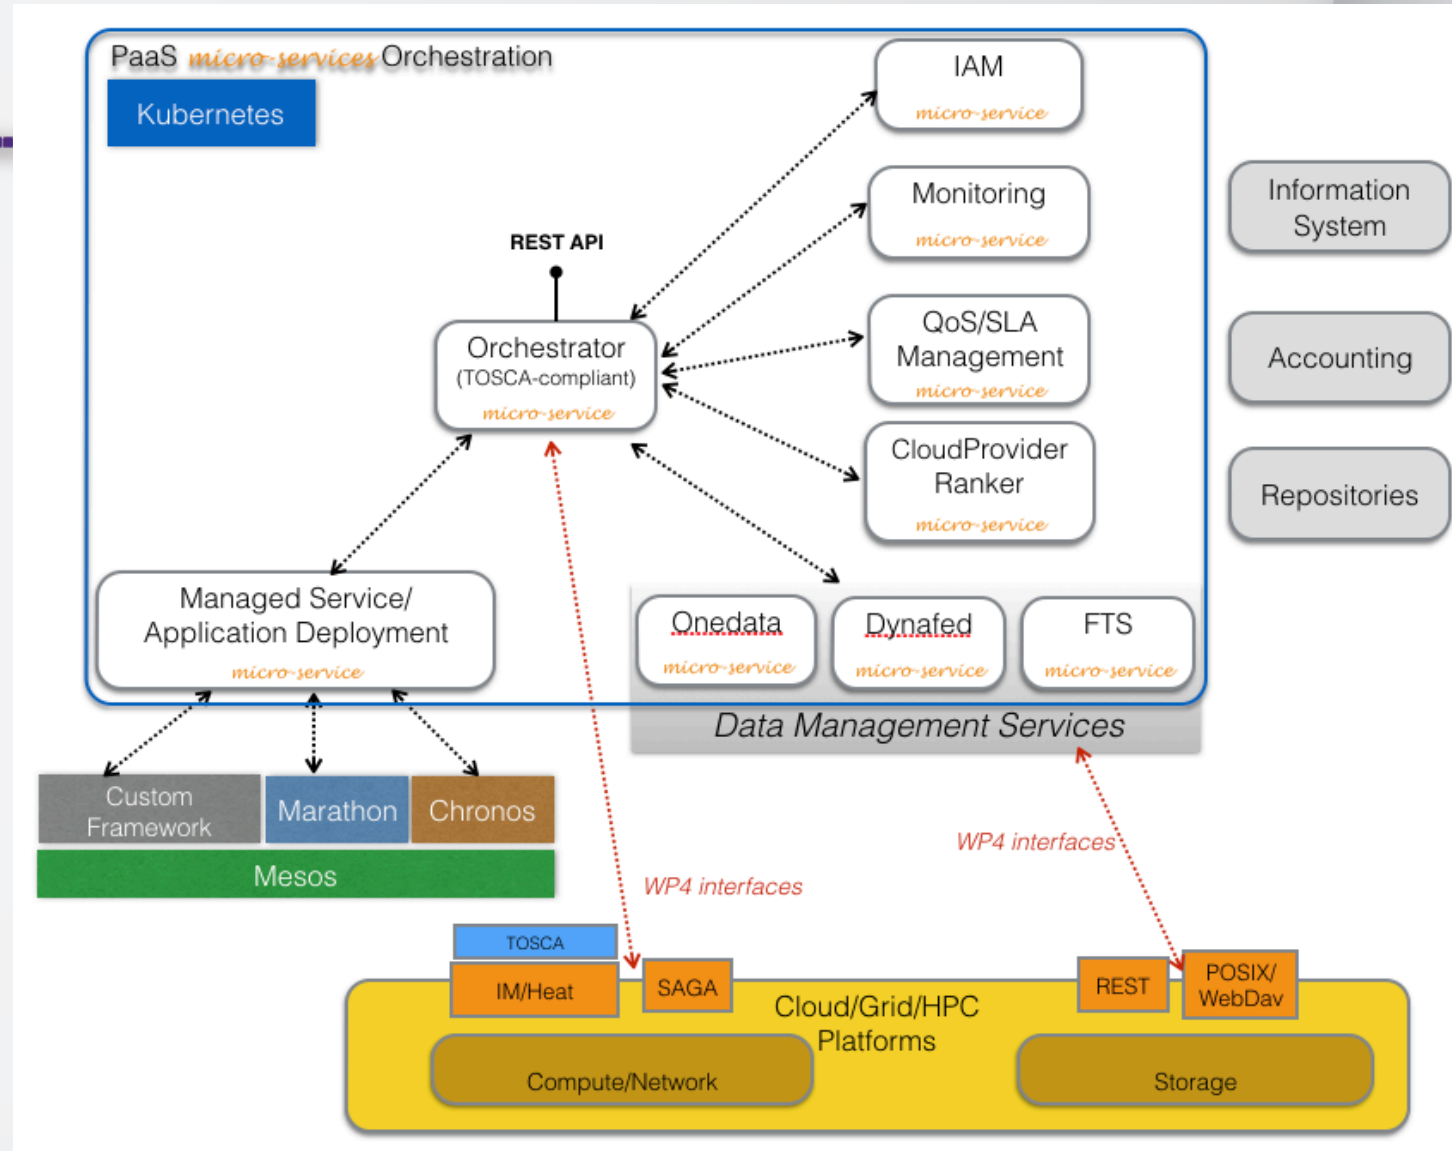 PaaS micro-services Orchestration
Kubernetes
IAM
micro-service
Monitoring
micro-service
Information
System
REST API
Orchestrator
(TOSCA-compliant)
micro-service
QoS/SLA
Management
micro-service
Accounting
CloudProvider
Ranker
micro-service
Repositories
Managed Service/
Application Deployment
micro-service
Onedata
micro-service
Dynafed
micro-service
FTS
micro-service
Data Management Services
Custom
Framework
Marathon
Chronos
Mesos
WP4 interfaces
WP4 interfaces
TOSCA
IM/Heat
SAGA
Cloud/Grid/HPC
Platforms
REST
POSIX/
WebDav
Compute/Network
Storage